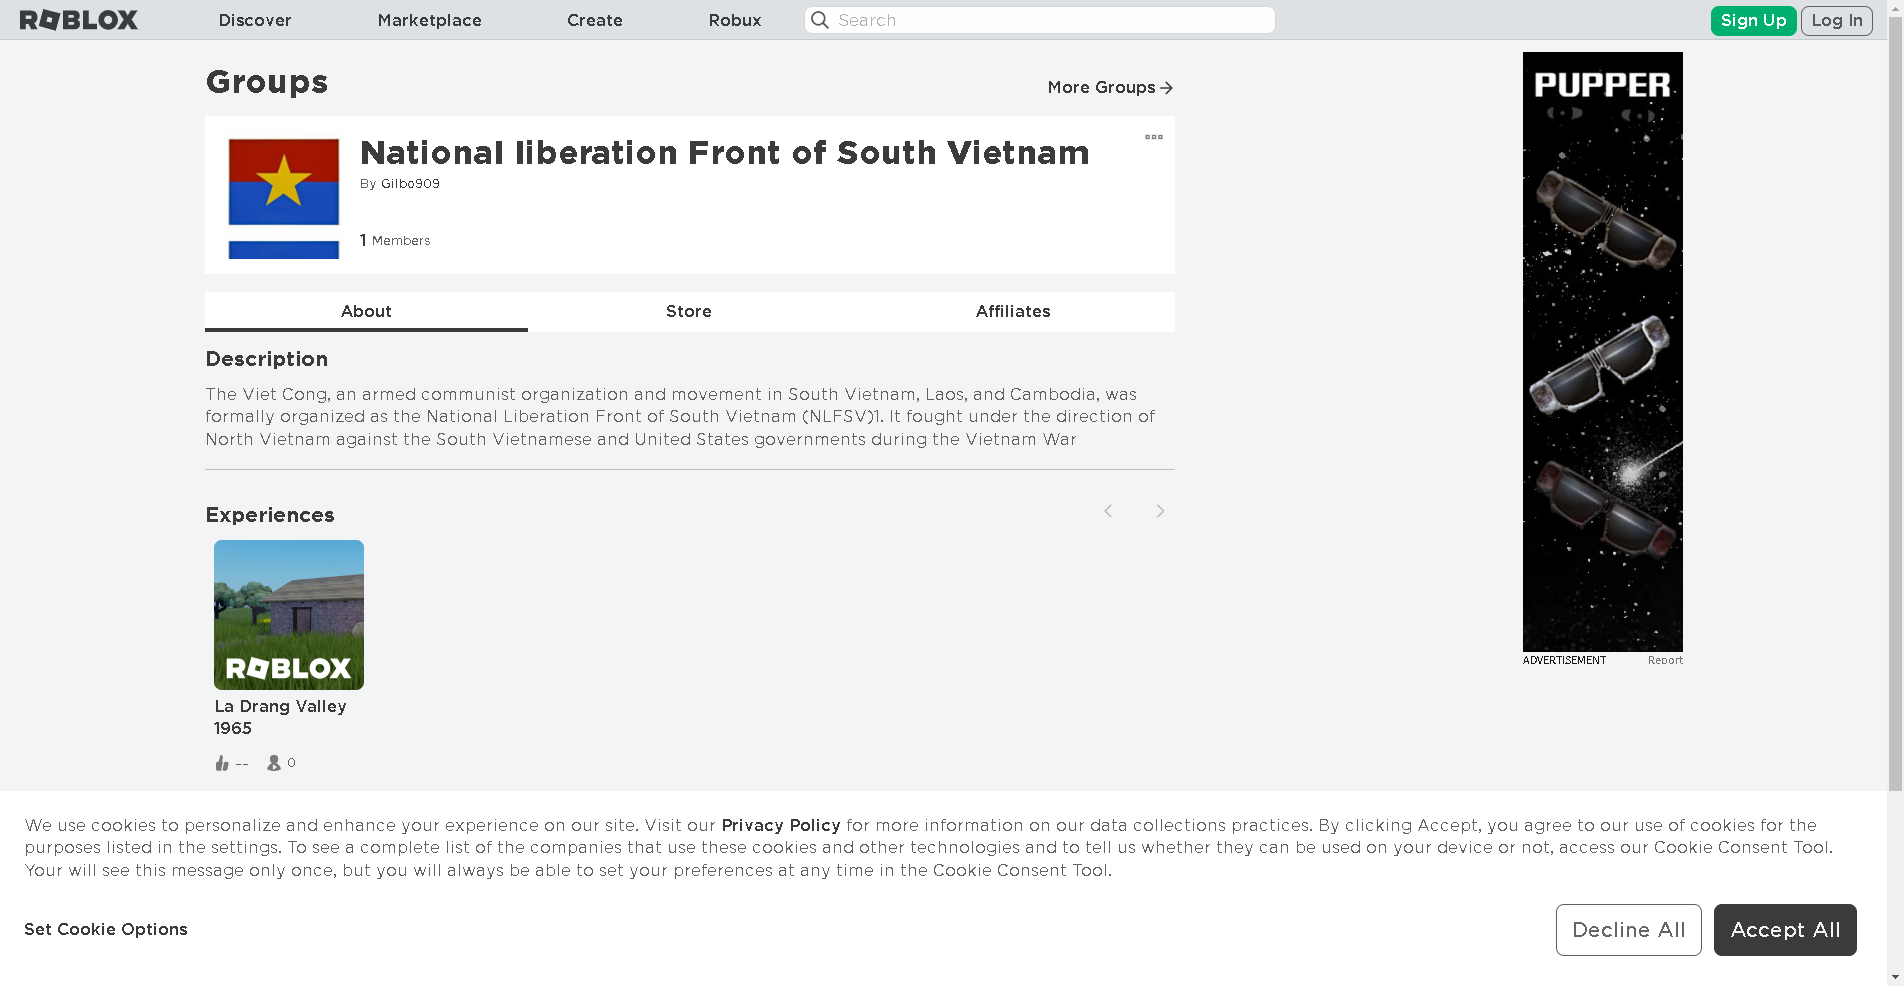 ROBLOX
Discover
Marketplace
Create
Robux
Search
Sign Up
Log In
Groups
More Groups
National liberation Front of South Vietnam
By Gilbo909
1 Members
About
Store
Affiliates
Description
The Viet Cong, an armed communist organization and movement in South Vietnam, Laos, and Cambodia, was
formally organized as the National Liberation Front of South Vietnam (NLFSV)1. It fought under the direction of
North Vietnam against the South Vietnamese and United States governments during the Vietnam War
Experiences
ROBLOX
La Drang Valley
1965
-- 0
PUPPER
ADVERTISEMENT
Report
We use cookies to personalize and enhance your experience on our site. Visit our Privacy Policy for more information on our data collections practices. By clicking Accept, you agree to our use of cookies for the
purposes listed in the settings. To see a complete list of the companies that use these cookies and other technologies and to tell us whether they can be used on your device or not, access our Cookie Consent Tool.
Your will see this message only once, but you will always be able to set your preferences at any time in the Cookie Consent Tool.
Set Cookie Options
Decline All
Accept All